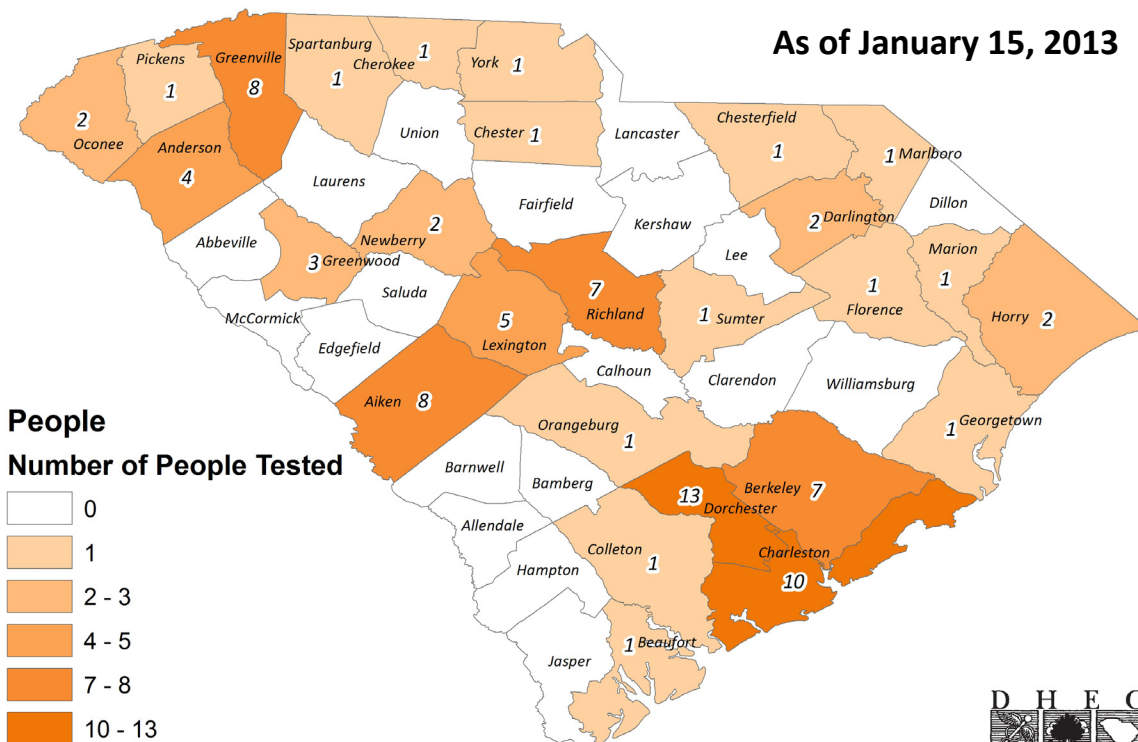 As of January 15, 2013
Spartanburg
Cherokee
1
York
1
Pickens
Greenville
1
1
8
2
Oconee
Union
Chester
1
Lancaster
Chesterfield
1
1
Marlboro
Anderson
4
Laurens
Fairfield
Kershaw
2
Darlington
Dillon
Abbeville
Newberry
2
Lee
Marion
1
3
Greenwood
Saluda
7
Richland
1
Sumter
1
Florence
Horry
2
McCormick
Edgefield
5
Lexington
Calhoun
Clarendon
Williamsburg
Aiken
8
Orangeburg
1
1
Georgetown
People
Number of People Tested
Barnwell
Bamberg
13
Dorchester
Berkeley
7
0
Allendale
1
Colleton
1
Charleston
10
2 - 3
Hampton
4 - 5
Jasper
1
Beaufort
7 - 8
10 - 13
D H E C